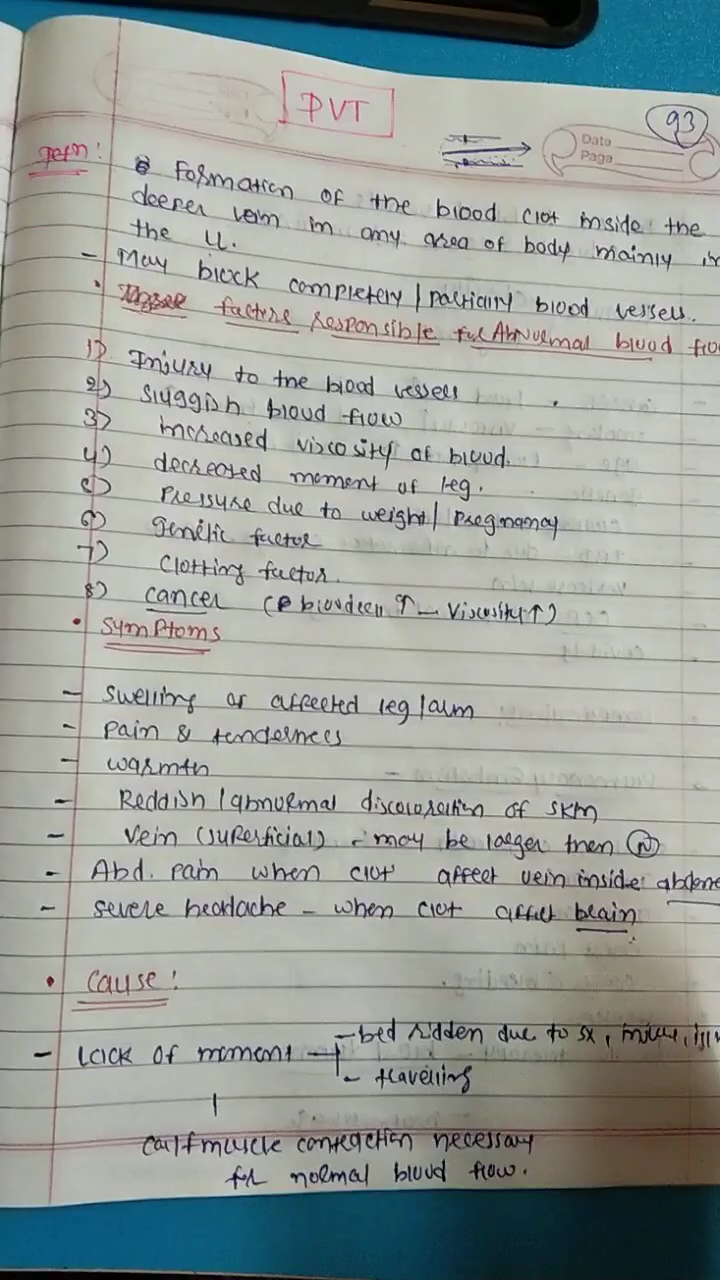 DVT
93
Date
Page
Defn:
Formation of the blood clot inside the
deeper vein in any area of body mainly in
the LL.
- May block completely / partially blood vessels.
• factors responsible for Abnormal blood flo
1) Injury to the blood vessels
2) Sluggish blood flow
3) increased viscosity of blood.
4) decreased moment of leg.
5) Pressure due to weight / Pregnancy
6) Genetic factor
7) Clotting factor.
8) cancer ( blood cell ↑ - Viscosity ↑)
• Symptoms
- Swelling of affected leg / arm
- Pain & tenderness
- warmth
- Reddish / abnormal discoloration of skin
- Vein (superficial) - may be larger then (N)
- Abd. pain when clot affect vein inside abdome
- severe headache - when clot affect brain
• Cause:
- Lack of moment - bed ridden due to sx,
- travelling
calf muscle contraction necessary
for normal blood flow.